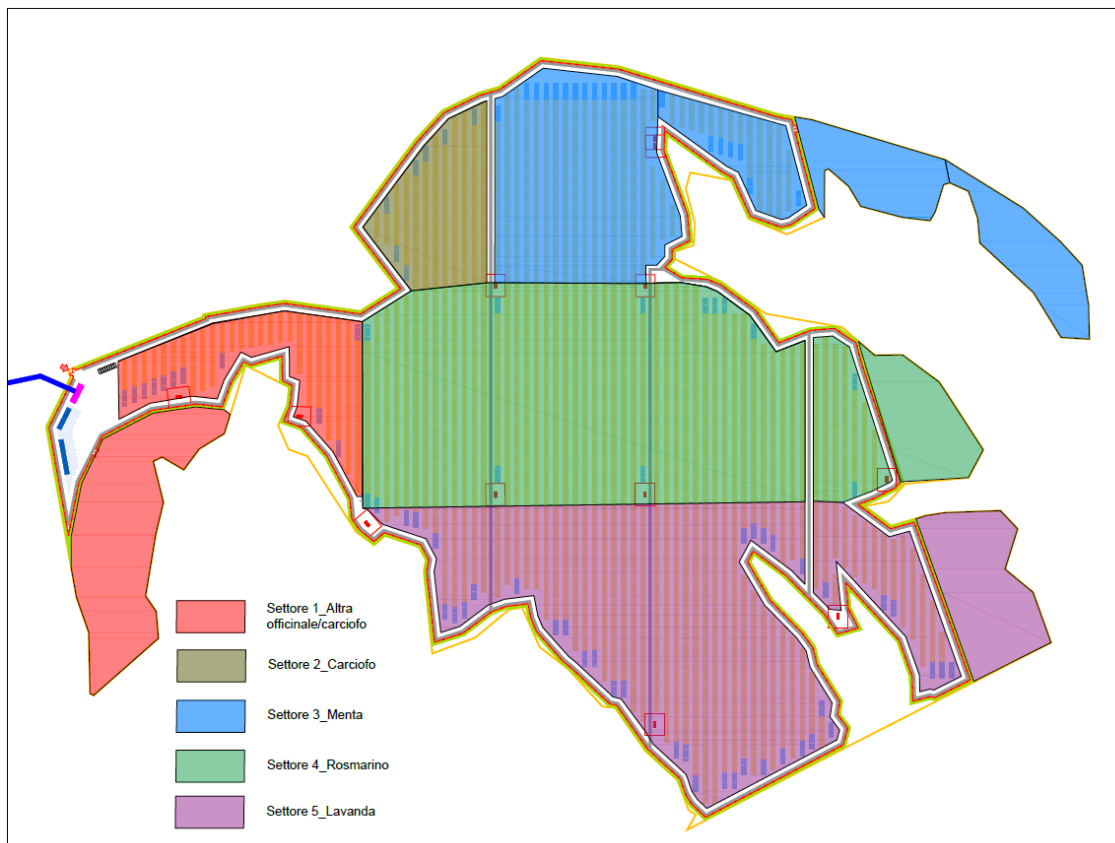 Settore 1_Altra
officinale/carciofo
Settore 2_Carciofo
Settore 3_Menta
Settore 4_Rosmarino
Settore 5_Lavanda